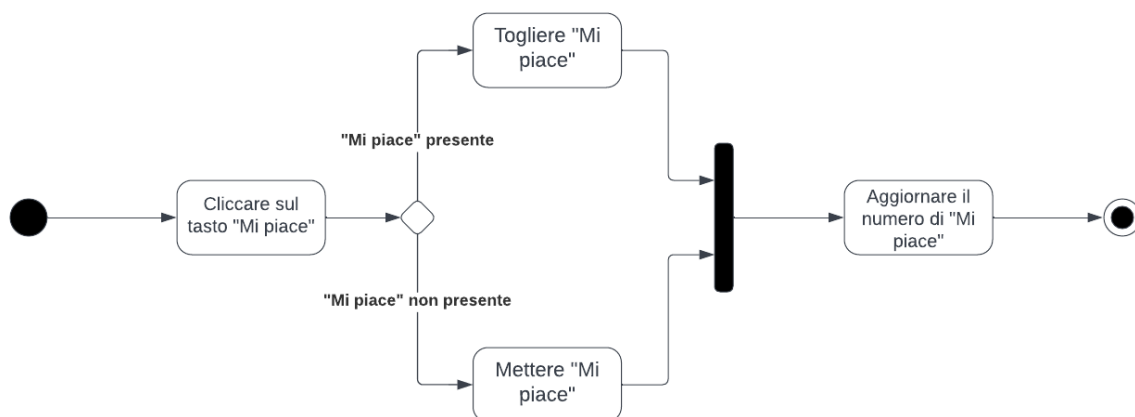 Togliere "Mi
piace"
"Mi piace" presente
Cliccare sul
tasto "Mi piace"
Aggiornare il
numero di "Mi
piace"
"Mi piace" non presente
Mettere "Mi
piace"